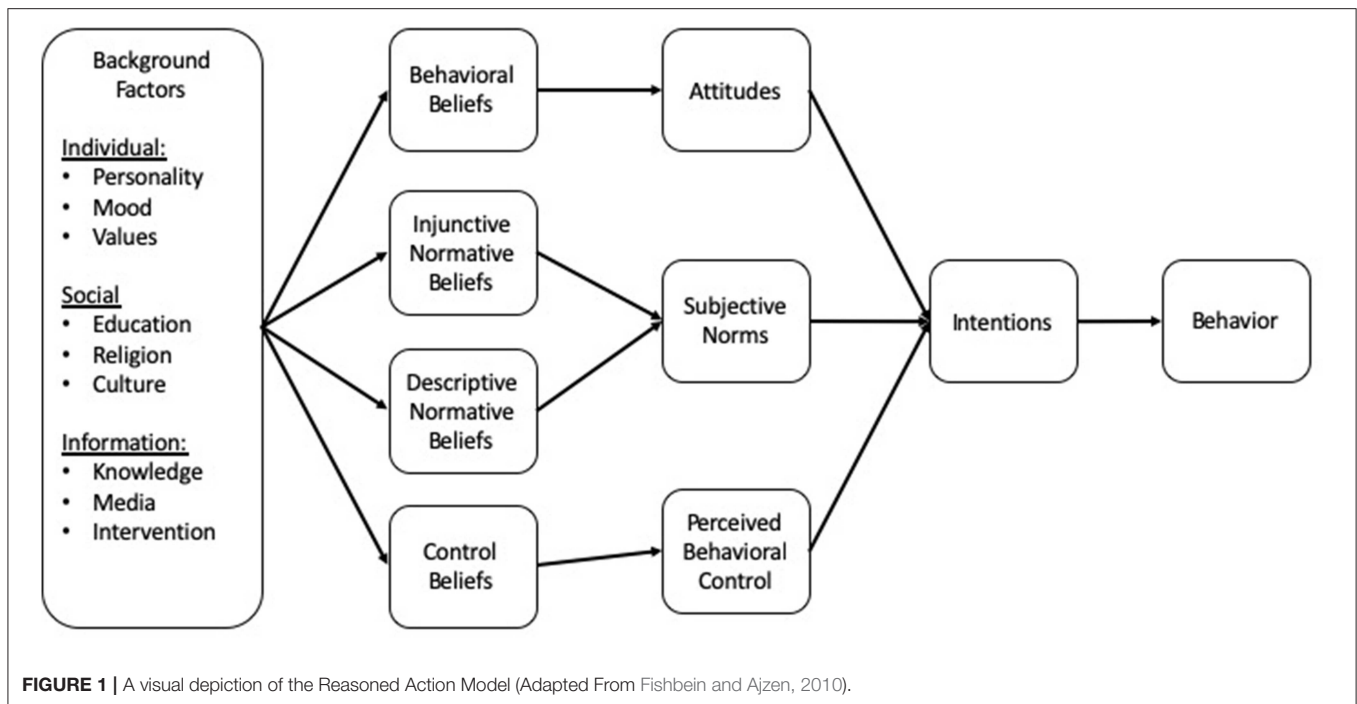 Background
Factors
Individual:
• Personality
• Mood
• Values
Social
• Education
• Religion
• Culture
Information:
• Knowledge
• Media
• Intervention
Behavioral
Beliefs
Injunctive
Normative
Beliefs
Descriptive
Normative
Beliefs
Control
Beliefs
Attitudes
Subjective
Norms
Perceived
Behavioral
Control
Intentions
Behavior
FIGURE 1 | A visual depiction of the Reasoned Action Model (Adapted From Fishbein and Ajzen, 2010).